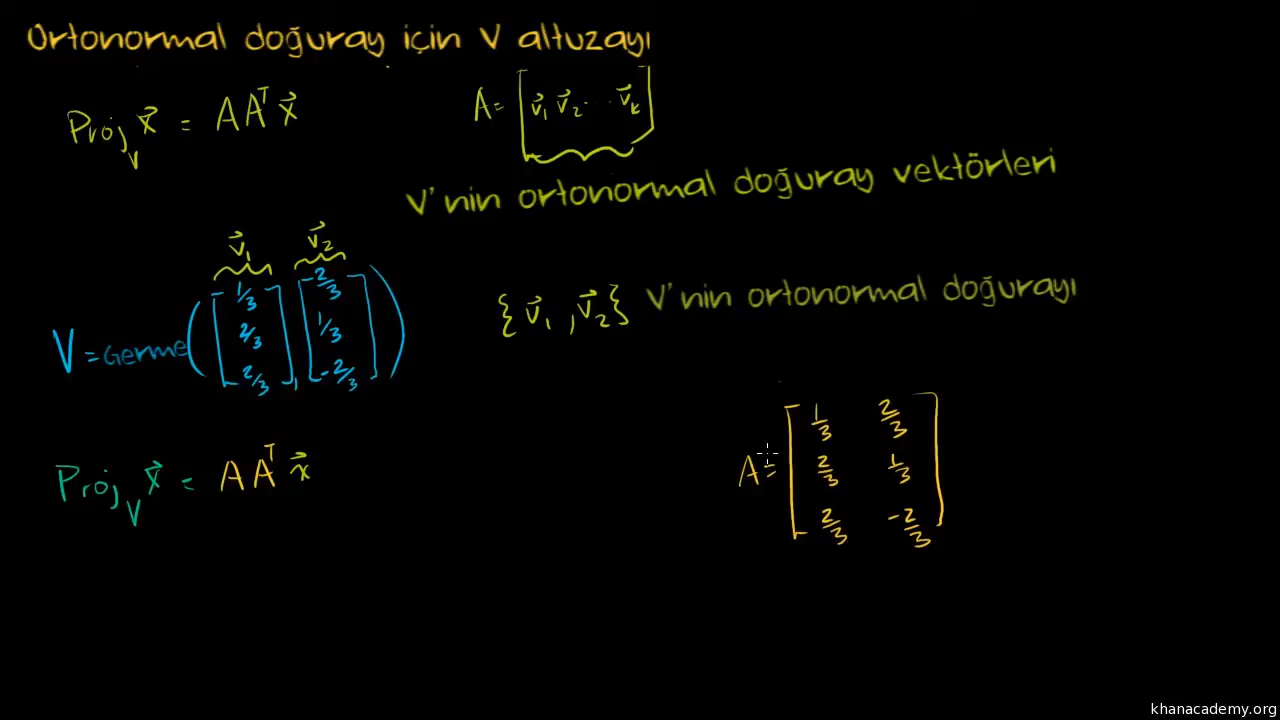 Ortonormal doğuray için V altuzayı
Proj_V x⃗ = A Aᵀ x⃗
A = [v⃗₁ v⃗₂ ... v⃗ₖ]
V'nin ortonormal doğuray vektörleri
v⃗₁ v⃗₂
V = Germe ( [1/3 2/3 2/3] , [2/3 1/3 -2/3] )
{v⃗₁, v⃗₂} V'nin ortonormal doğurayı
Proj_V x⃗ = A Aᵀ x⃗
A =
1/3 2/3
2/3 1/3
2/3 -2/3
khanacademy.org